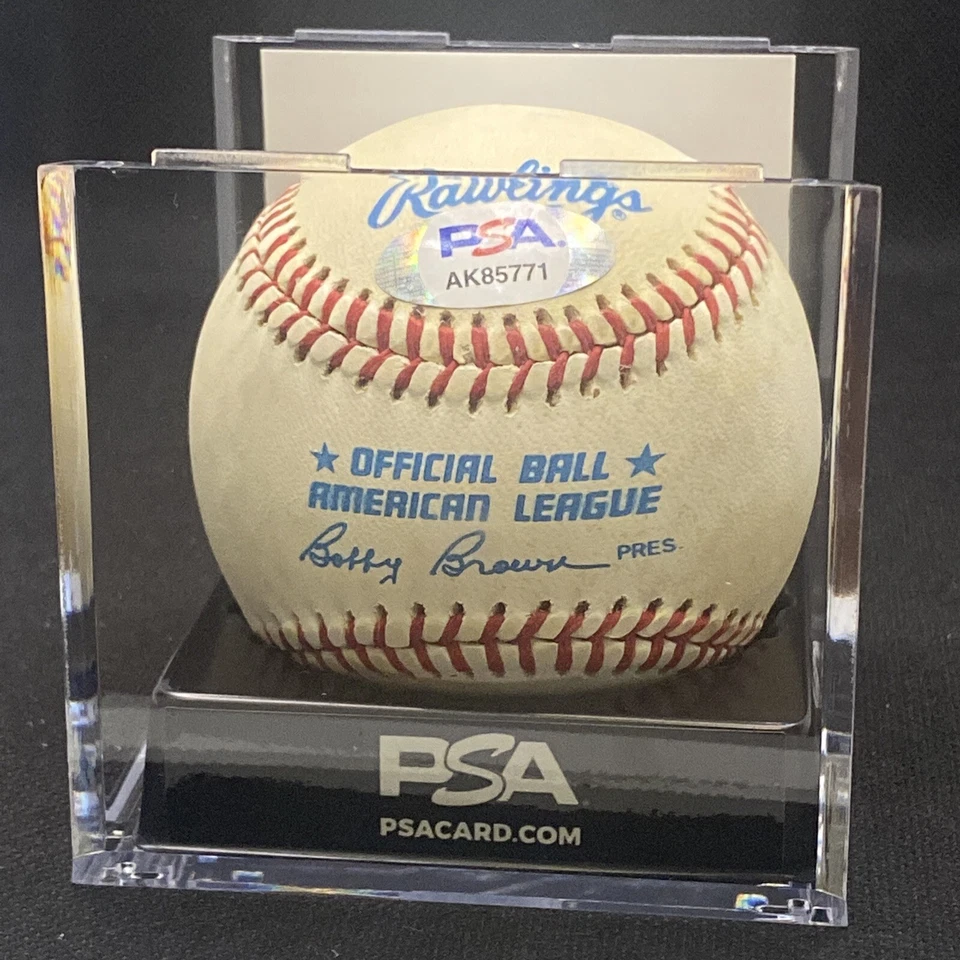 Rawlings®
PSA.
AK85771
★ OFFICIAL BALL ★
AMERICAN LEAGUE
Bobby Brown PRES.
PSA
PSACARD.COM